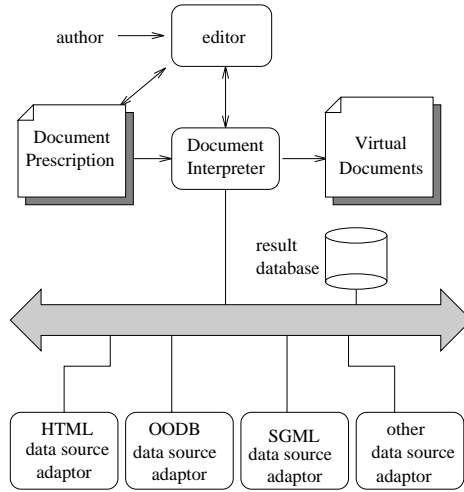 author
editor
Document
Prescription
Document
Interpreter
Virtual
Documents
result
database
HTML
data source
adaptor
OODB
data source
adaptor
SGML
data source
adaptor
other
data source
adaptor